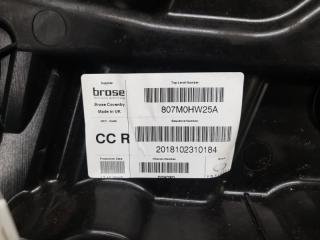 Supplier
Top Level Number
brose
807M0HW25A
Brose Coventry
Made in UK
Sequence Number
CC R
2018102310184
Production Date